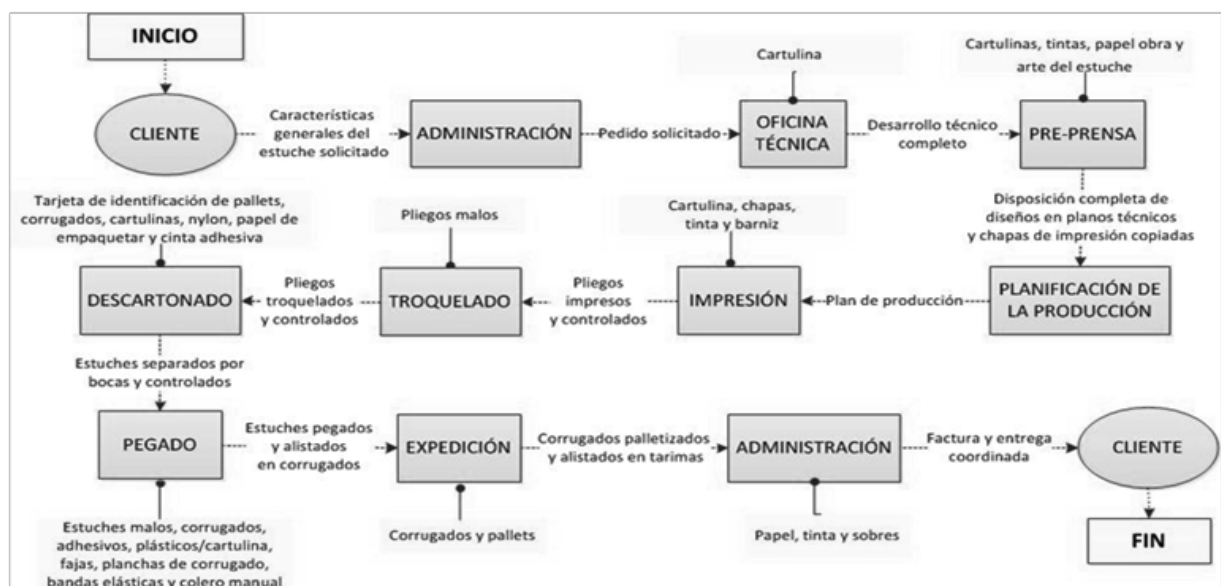 INICIO
CLIENTE
Características
generales del
estuche solicitado
ADMINISTRACIÓN
Pedido solicitado
Cartulina
OFICINA
TÉCNICA
Desarrollo técnico
completo
Cartulinas, tintas, papel obra y
arte del estuche
PRE-PRENSA
Disposición completa de
diseños en planos técnicos
y chapas de impresión copiadas
PLANIFICACIÓN DE
LA PRODUCCIÓN
Plan de producción
Cartulina, chapas,
tinta y barniz
IMPRESIÓN
Pliegos
impresos
y controlados
Pliegos malos
TROQUELADO
Pliegos
troquelados
y controlados
Tarjeta de identificación de pallets,
corrugados, cartulinas, nylon, papel de
empaquetar y cinta adhesiva
DESCARTONADO
Estuches separados por
bocas y controlados
PEGADO
Estuches malos, corrugados,
adhesivos, plásticos/cartulina,
fajas, planchas de corrugado,
bandas elásticas y colero manual
Estuches pegados
y alistados
en corrugados
EXPEDICIÓN
Corrugados y pallets
Corrugados palletizados
y alistados en tarimas
ADMINISTRACIÓN
Papel, tinta y sobres
Factura y entrega
coordinada
CLIENTE
FIN